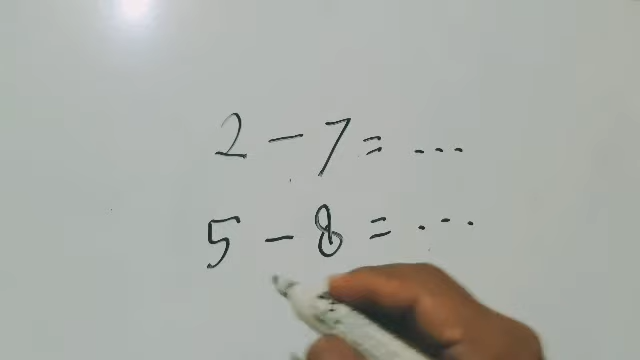 2 - 7 = ...
5 - 8 = ...